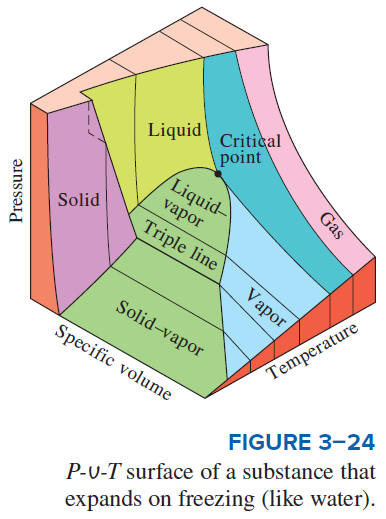 Liquid
Critical
point
Pressure
Solid
Liquid–
vapor
Triple line
Gas
Vapor
Solid–vapor
Specific volume
Temperature
FIGURE 3–24
P-υ-T surface of a substance that
expands on freezing (like water).